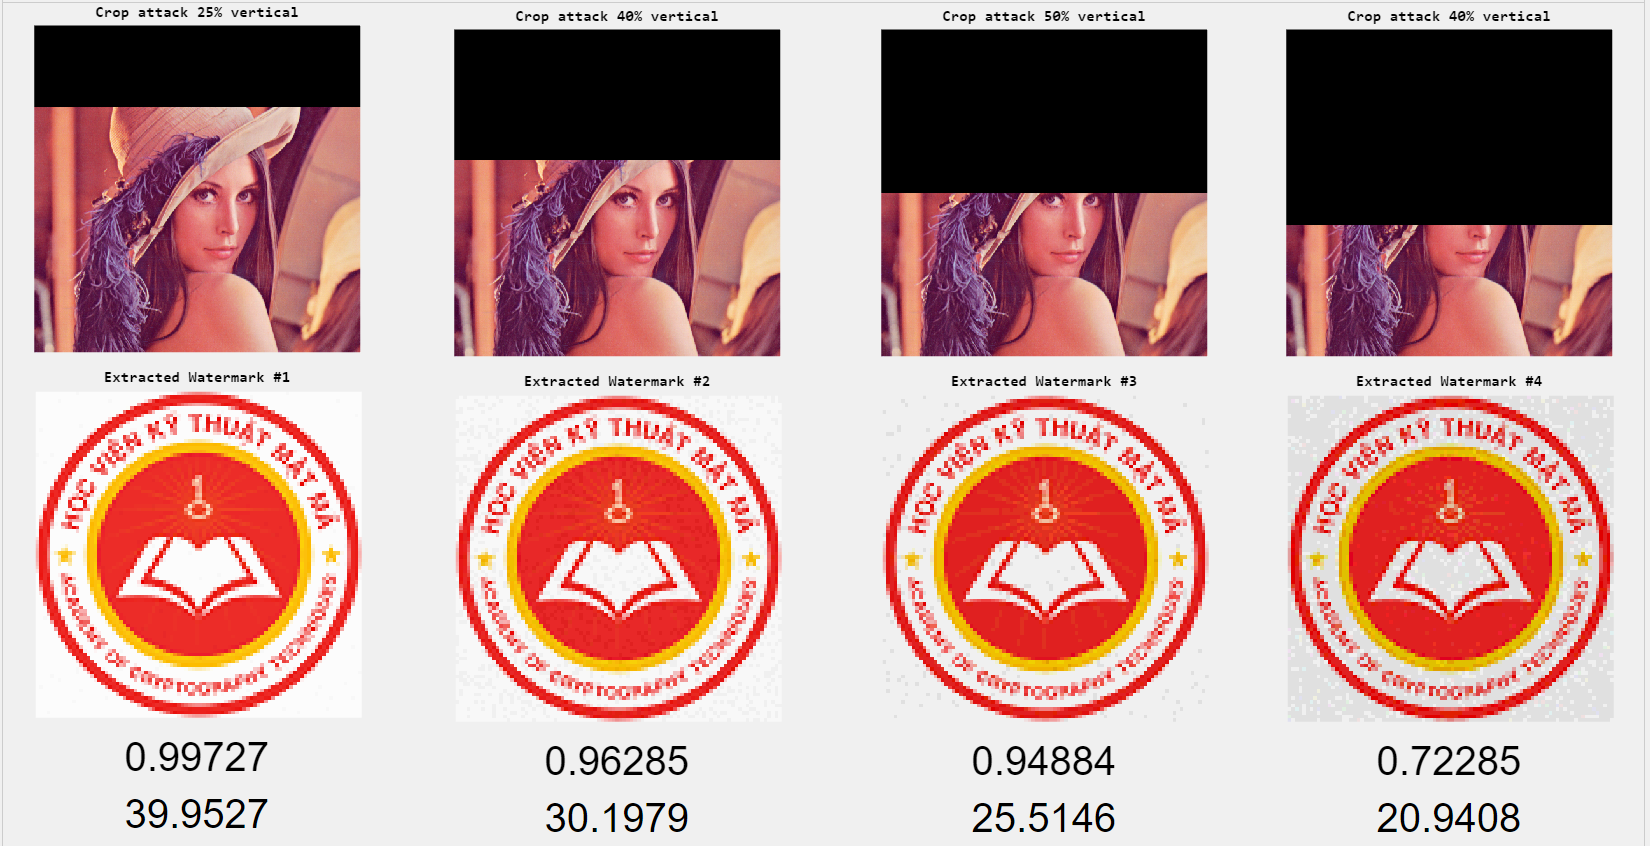 Crop attack 25% vertical
Crop attack 40% vertical
Crop attack 50% vertical
Crop attack 40% vertical
Extracted Watermark #1
Extracted Watermark #2
Extracted Watermark #3
Extracted Watermark #4
HỌC VIỆN KỸ THUẬT MẬT MÃ
ACADEMY OF CRYPTOGRAPHY TECHNIQUES
HỌC VIỆN KỸ THUẬT MẬT MÃ
ACADEMY OF CRYPTOGRAPHY TECHNIQUES
HỌC VIỆN KỸ THUẬT MẬT MÃ
ACADEMY OF CRYPTOGRAPHY TECHNIQUES
HỌC VIỆN KỸ THUẬT MẬT MÃ
ACADEMY OF CRYPTOGRAPHY TECHNIQUES
0.99727
0.96285
0.94884
0.72285
39.9527
30.1979
25.5146
20.9408